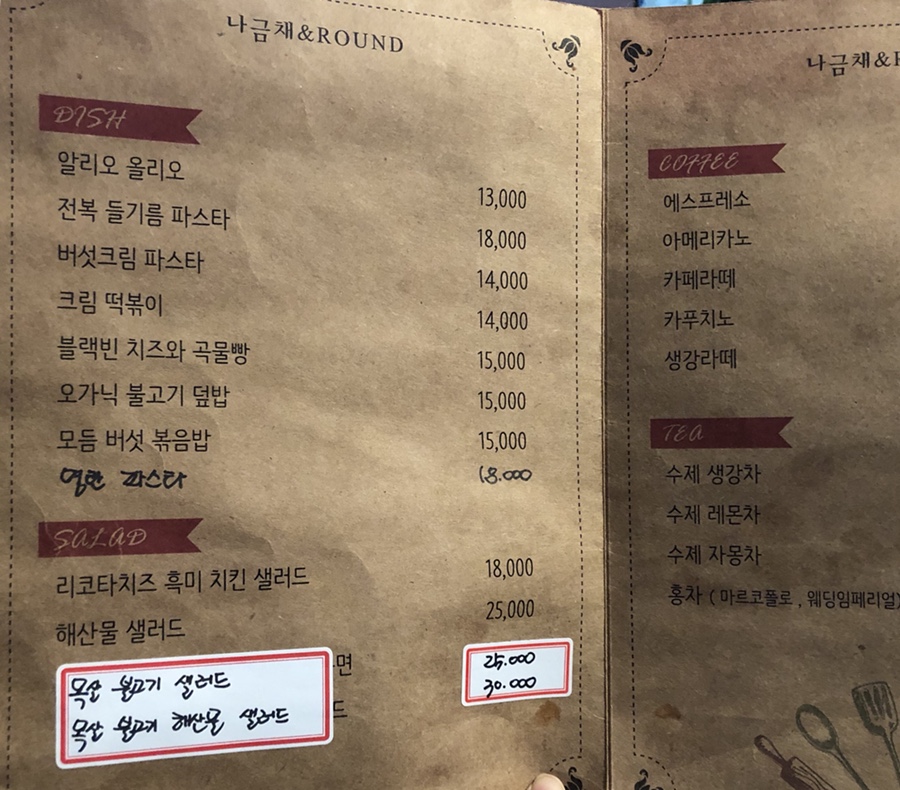 나금채&ROUND
DISH
알리오 올리오 13,000
전복 들기름 파스타 18,000
버섯크림 파스타 14,000
크림 떡볶이 14,000
블랙빈 치즈와 곡물빵 15,000
오가닉 불고기 덮밥 15,000
모듬 버섯 볶음밥 15,000
명란 파스타 18.000
SALAD
리코타치즈 흑미 치킨 샐러드 18,000
해산물 샐러드 25,000
면
목살 불고기 샐러드 25.000
목살 불고기 해산물 샐러드 30.000
드
나금채&
COFFEE
에스프레소
아메리카노
카페라떼
카푸치노
생강라떼
TEA
수제 생강차
수제 레몬차
수제 자몽차
홍차 ( 마르코폴로 , 웨딩임페리얼)